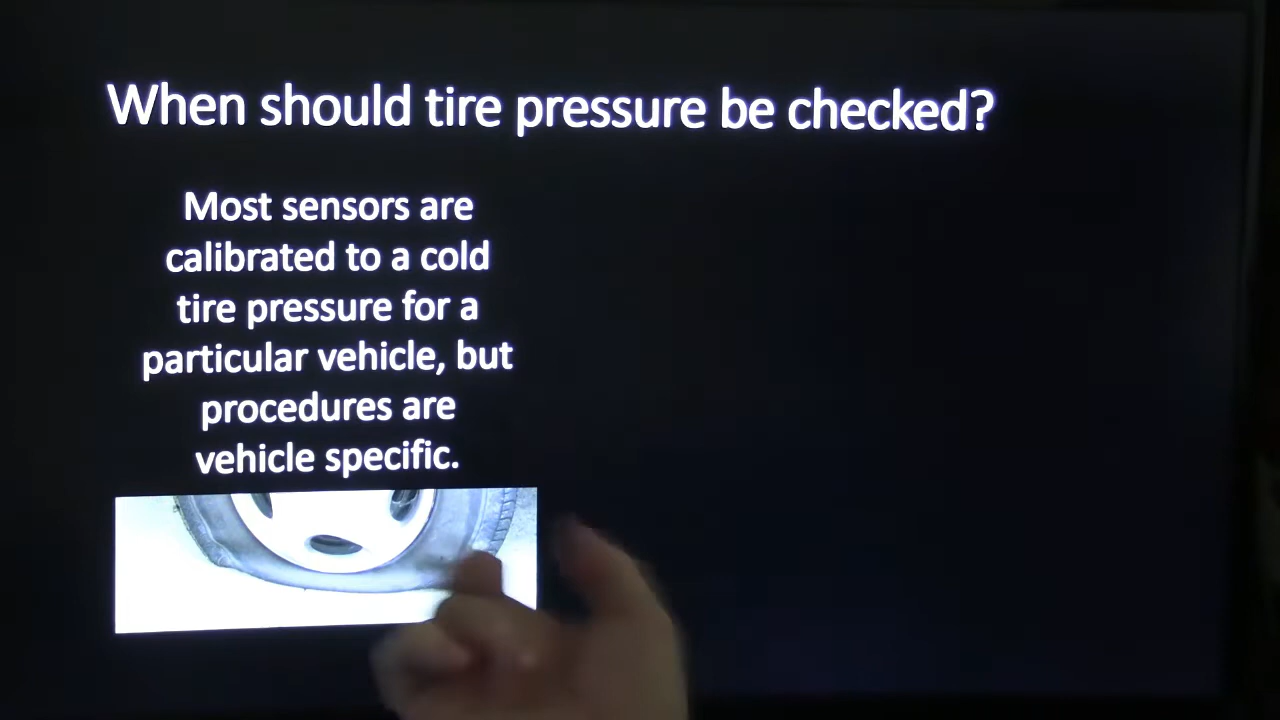 When should tire pressure be checked?
Most sensors are
calibrated to a cold
tire pressure for a
particular vehicle, but
procedures are
vehicle specific.